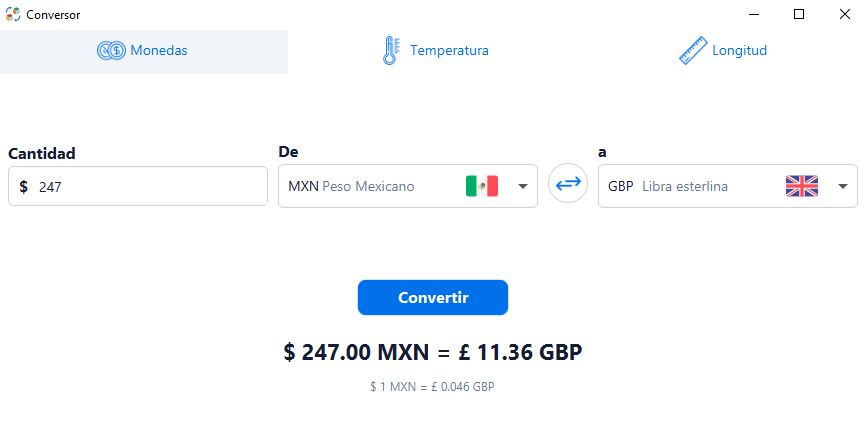 Conversor
Monedas Temperatura Longitud
Cantidad De a
$ 247 MXN Peso Mexicano GBP Libra esterlina
Convertir
$ 247.00 MXN = £ 11.36 GBP
$ 1 MXN = £ 0.046 GBP